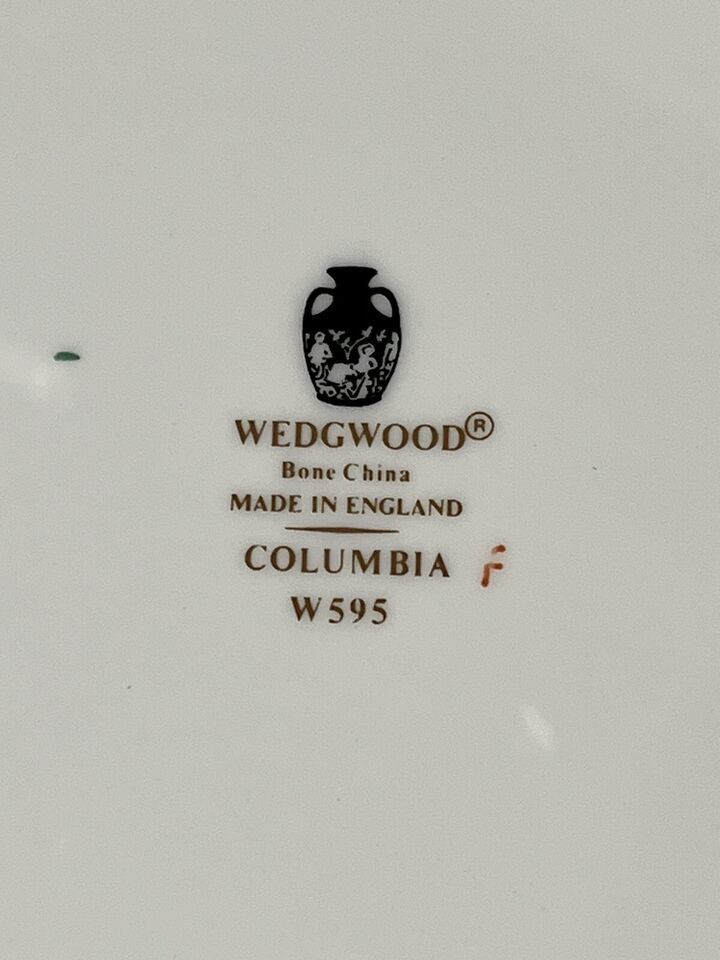 WEDGWOOD®
Bone China
MADE IN ENGLAND
COLUMBIA F
W595